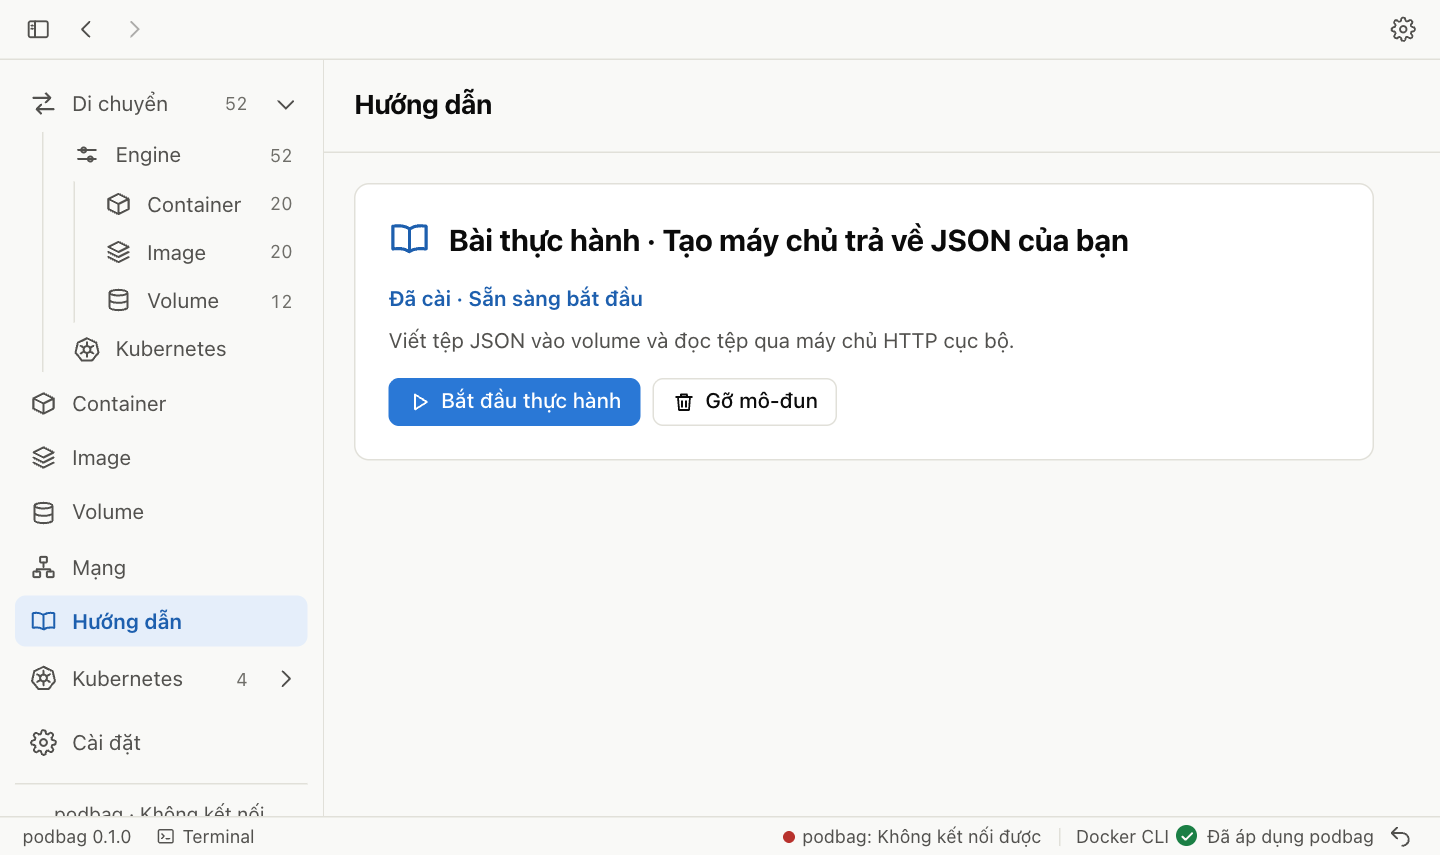 Di chuyển 52
Engine 52
Container 20
Image 20
Volume 12
Kubernetes
Container
Image
Volume
Mạng
Hướng dẫn
Kubernetes 4
Cài đặt
podbag · Không kết nối
Hướng dẫn
Bài thực hành · Tạo máy chủ trả về JSON của bạn
Đã cài · Sẵn sàng bắt đầu
Viết tệp JSON vào volume và đọc tệp qua máy chủ HTTP cục bộ.
Bắt đầu thực hành
Gỡ mô-đun
podbag 0.1.0
Terminal
podbag: Không kết nối được
Docker CLI
Đã áp dụng podbag